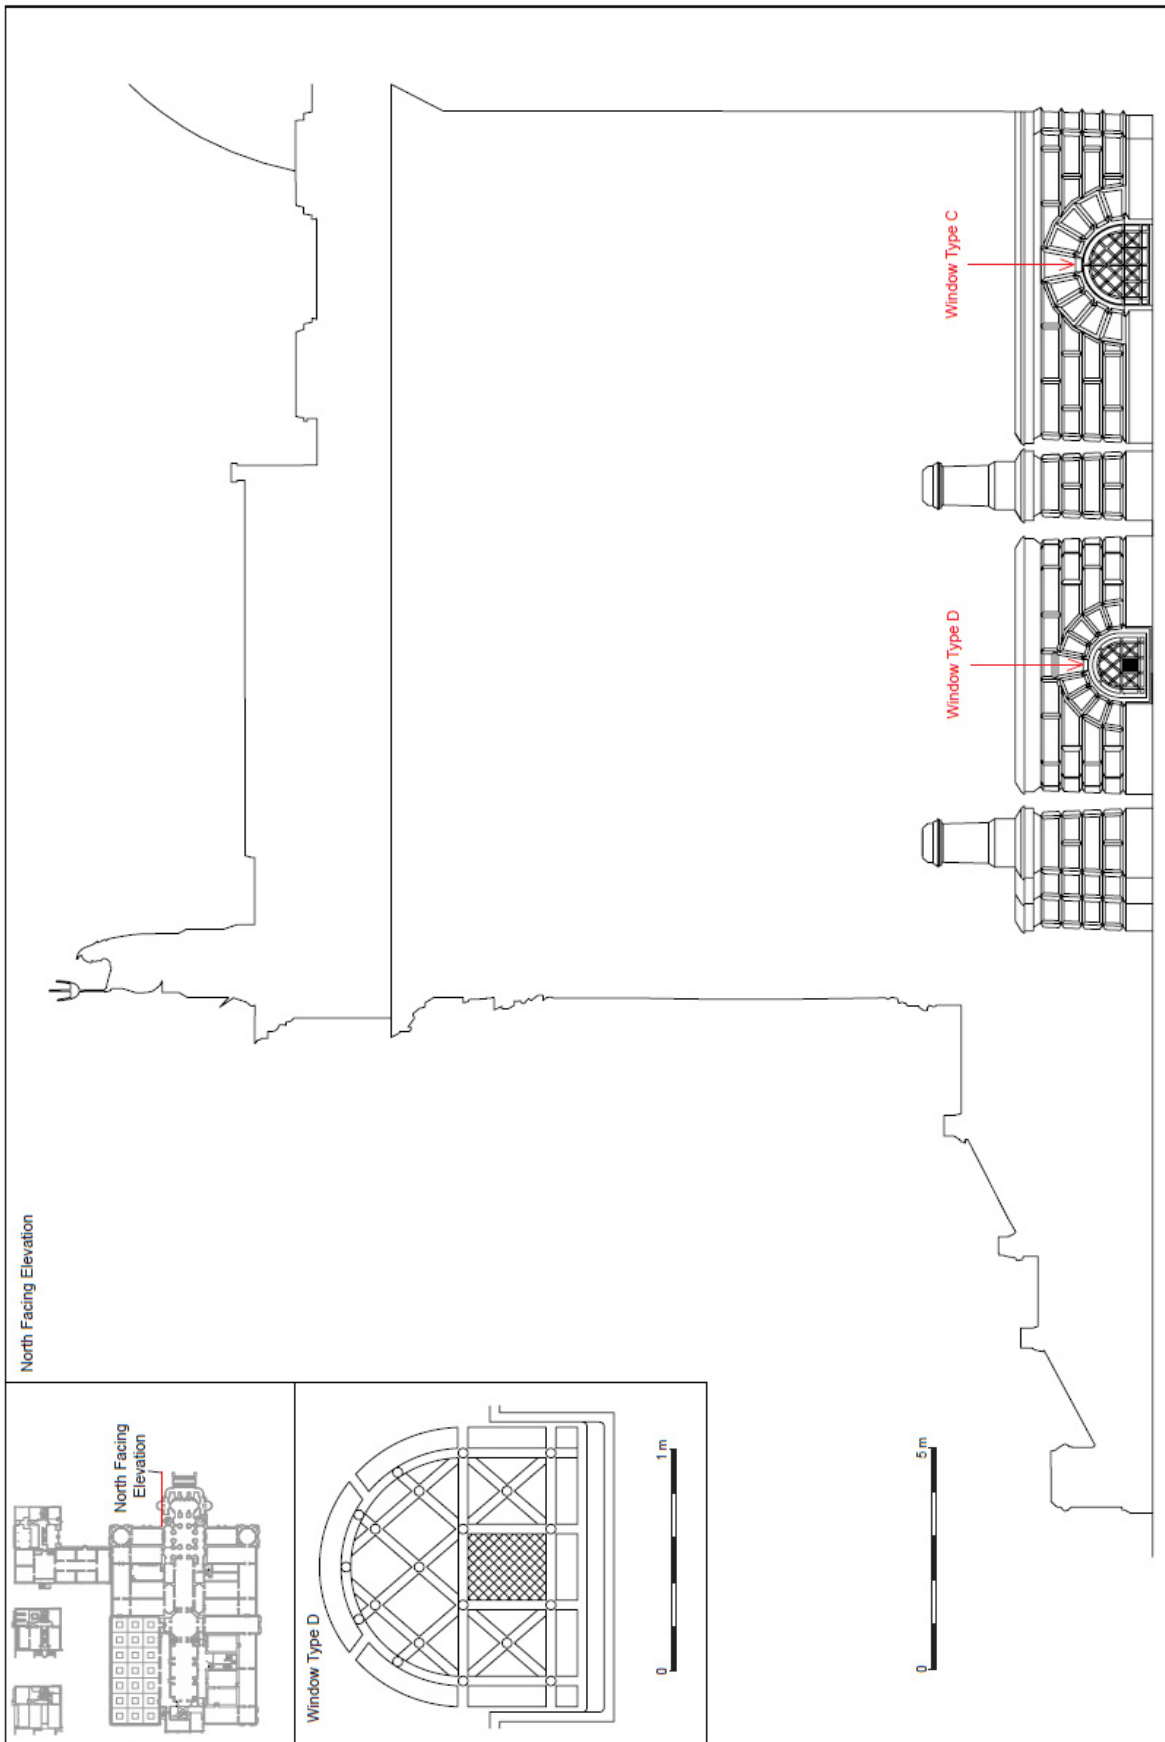 North Facing Elevation
North Facing
Elevation
Window Type D
0
1 m
0
5 m
Window Type D
Window Type C